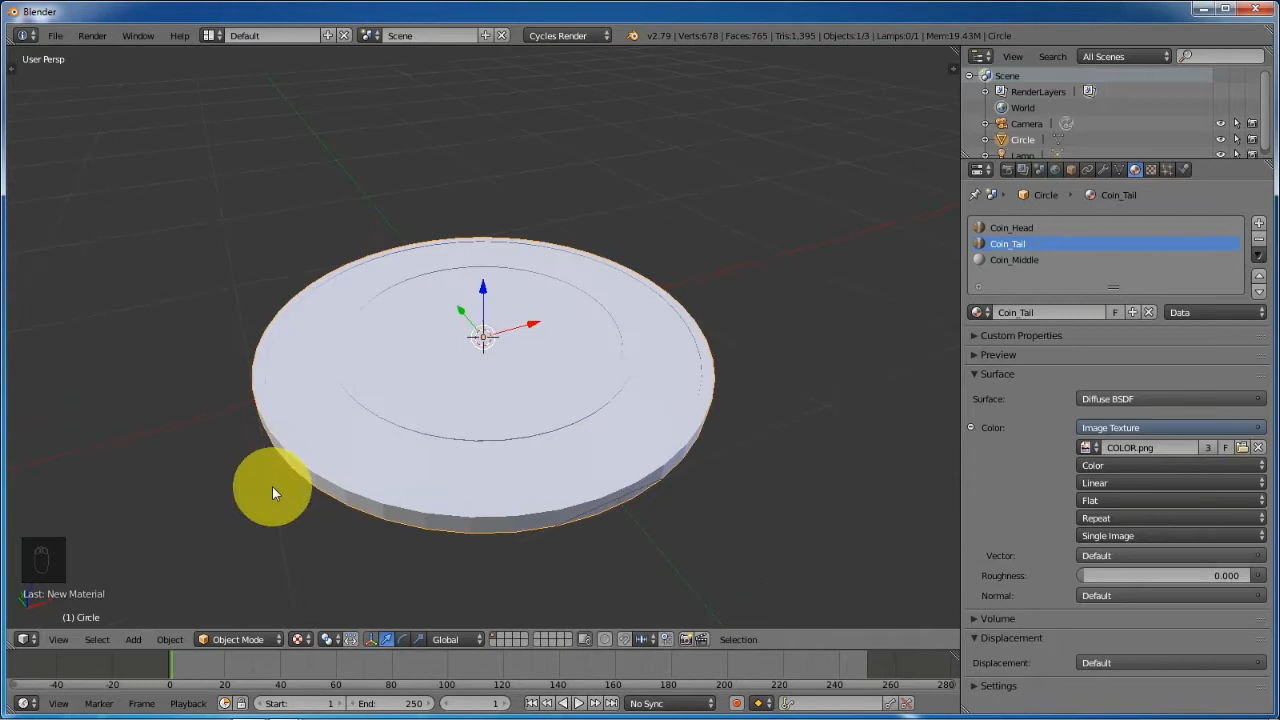 Blender
File Render Window Help Default Scene Cycles Render v2.79 | Verts:678 | Faces:765 | Tris:1,395 | Objects:1/3 | Lamps:0/1 | Mem:19.43M | Circle
User Persp
View Search All Scenes
Scene
RenderLayers
World
Camera
Circle
Lamp
Circle Coin_Tail
Coin_Head
Coin_Tail
Coin_Middle
Coin_Tail F Data
Custom Properties
Preview
Surface
Surface: Diffuse BSDF
Color: Image Texture
COLOR.png 3 F
Color
Linear
Flat
Repeat
Single Image
Vector: Default
Roughness: 0.000
Normal: Default
Volume
Displacement
Displacement: Default
Settings
Last: New Material
(1) Circle
View Select Add Object Object Mode Global Selection
-40 -20 0 20 40 60 80 100 120 140 160 180 200 220 240 260 280
View Marker Frame Playback Start: 1 End: 250 1 No Sync